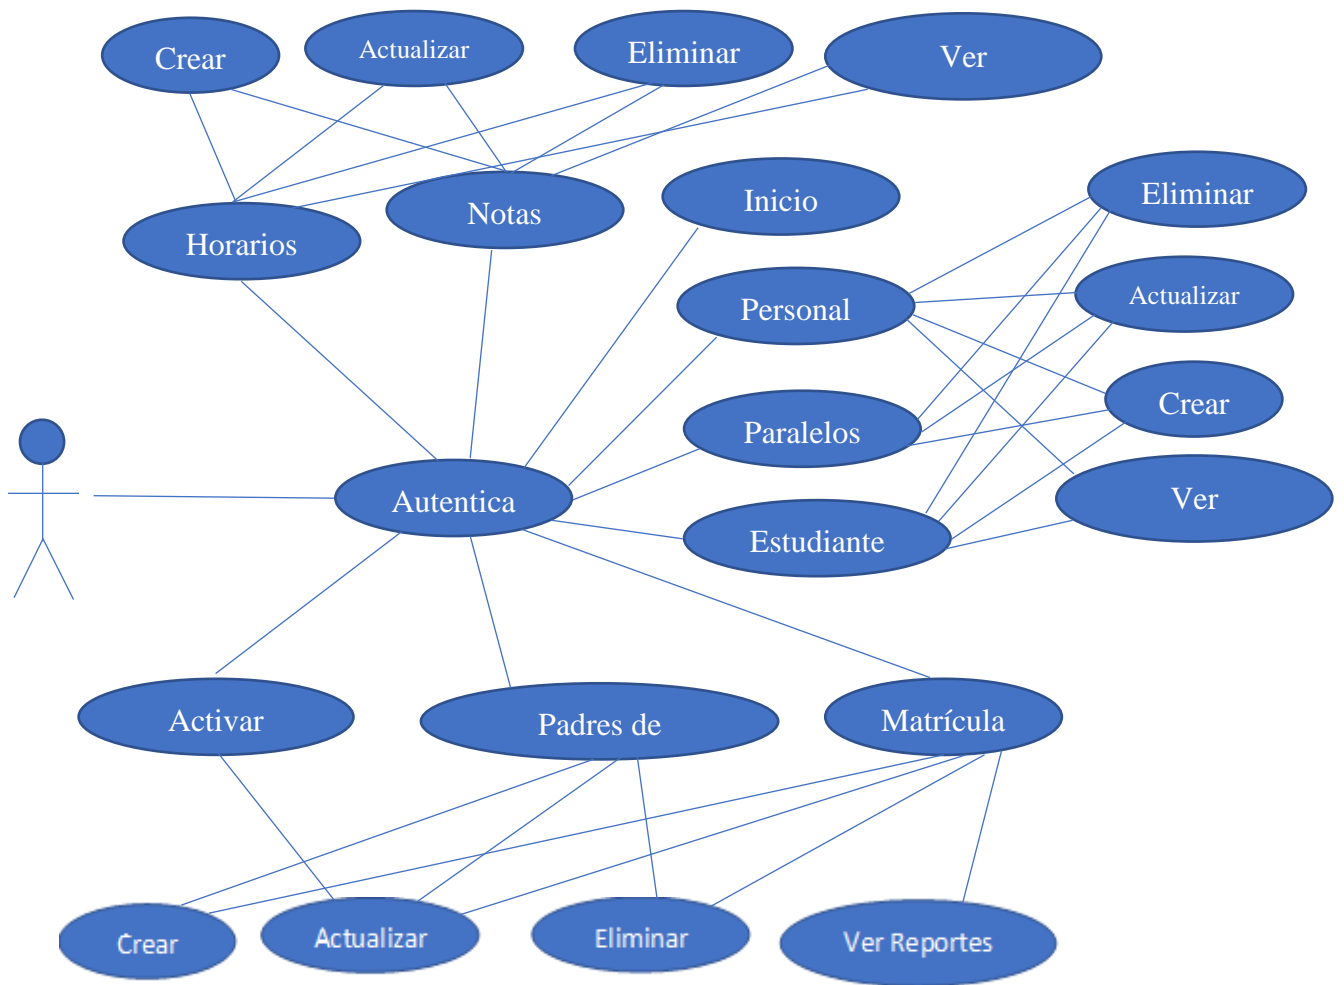 Crear
Actualizar
Eliminar
Ver
Inicio
Eliminar
Notas
Horarios
Personal
Actualizar
Paralelos
Crear
Autentica
Ver
Estudiante
Activar
Padres de
Matrícula
Crear
Actualizar
Eliminar
Ver Reportes